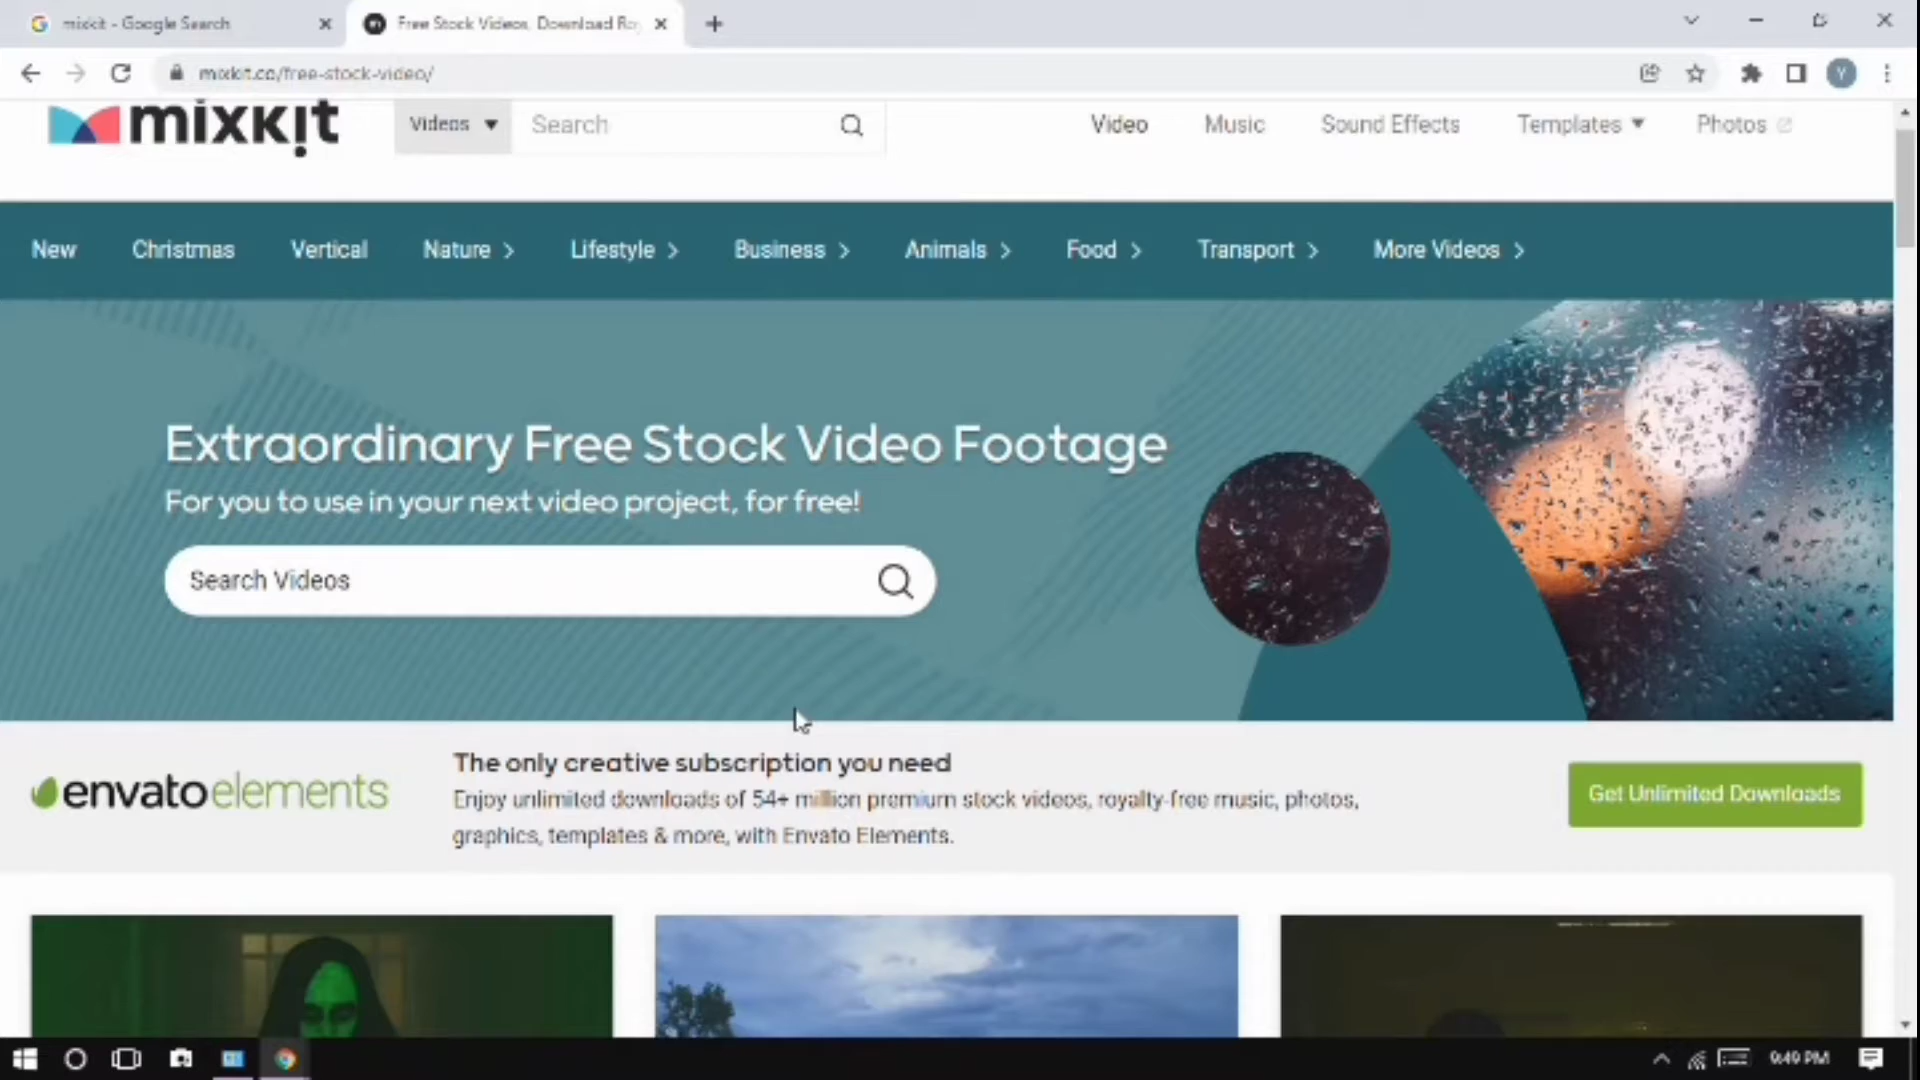 mixkit - Google Search
Free Stock Videos, Download Roy
mixkit.co/free-stock-video/
Y
mixkit
Videos
Search
Video
Music
Sound Effects
Templates
Photos
New
Christmas
Vertical
Nature
Lifestyle
Business
Animals
Food
Transport
More Videos
Extraordinary Free Stock Video Footage
For you to use in your next video project, for free!
Search Videos
envato elements
The only creative subscription you need
Enjoy unlimited downloads of 54+ million premium stock videos, royalty-free music, photos,
graphics, templates & more, with Envato Elements.
Get Unlimited Downloads
9:49 PM